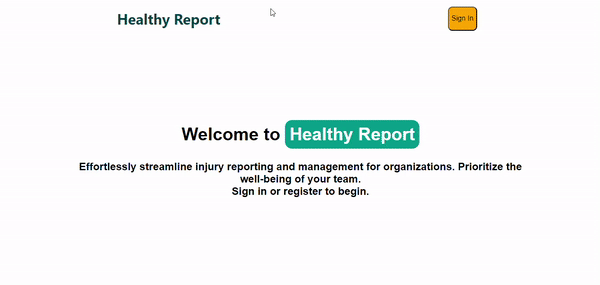 Healthy Report
Sign In
Welcome to Healthy Report
Effortlessly streamline injury reporting and management for organizations. Prioritize the
well-being of your team.
Sign in or register to begin.